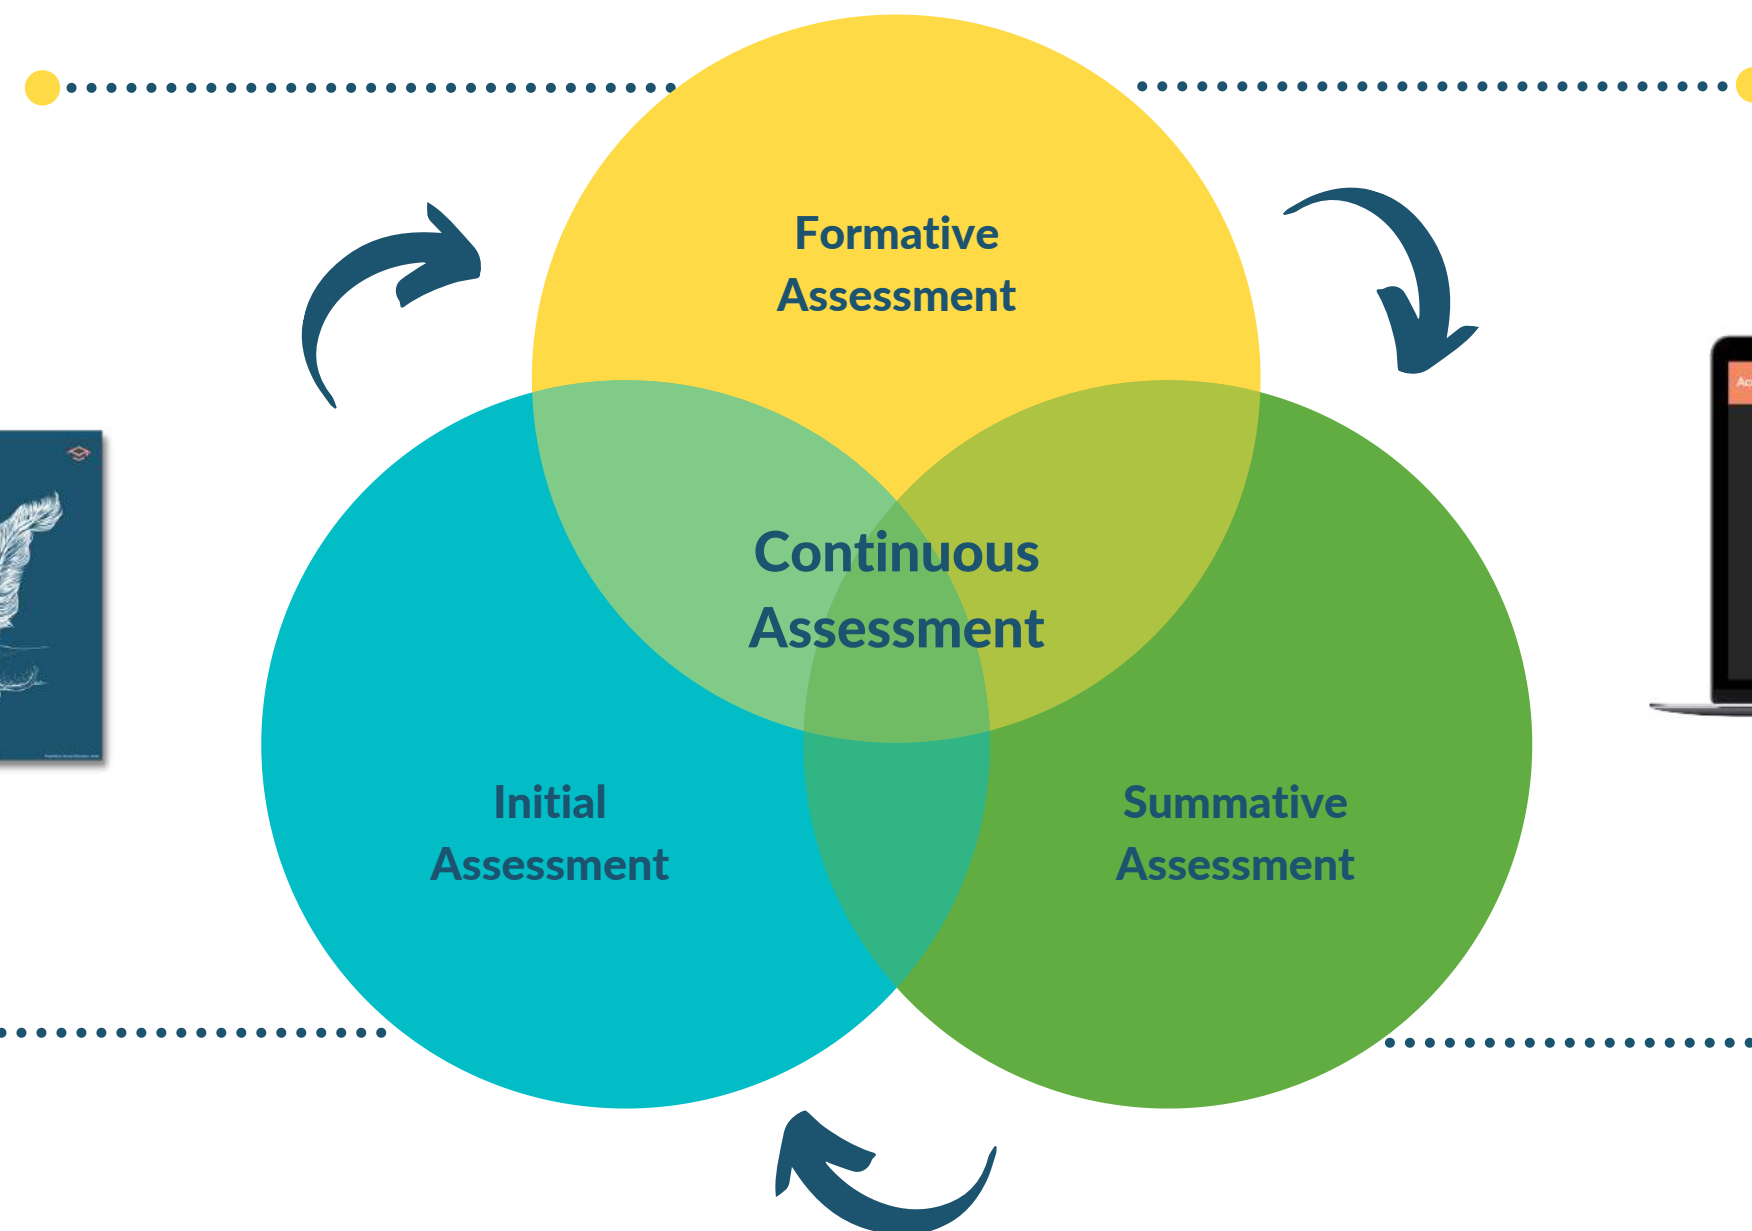 Formative
Assessment
Continuous
Assessment
Initial
Assessment
Summative
Assessment